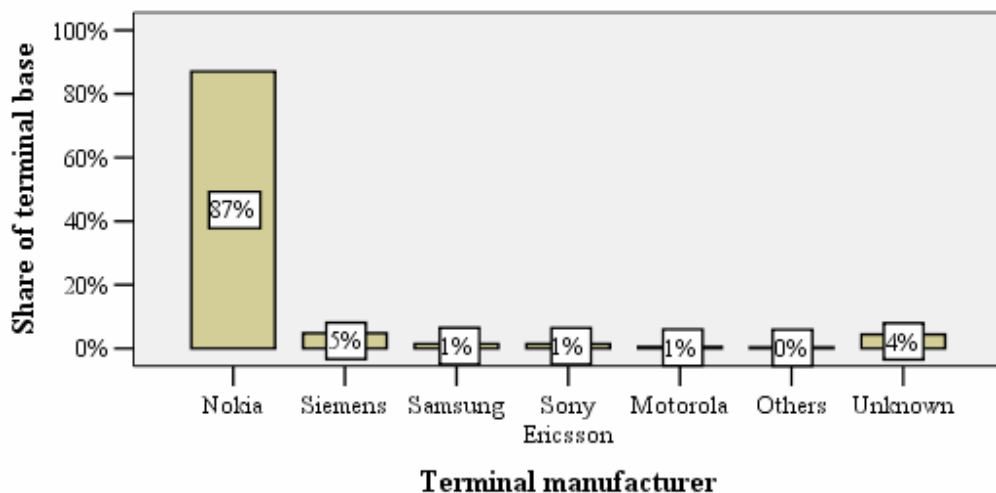 Share of terminal base
100%
80%
60%
40%
20%
0%
87%
5%
1%
1%
1%
0%
4%
Nokia
Siemens
Samsung
Sony
Ericsson
Motorola
Others
Unknown
Terminal manufacturer